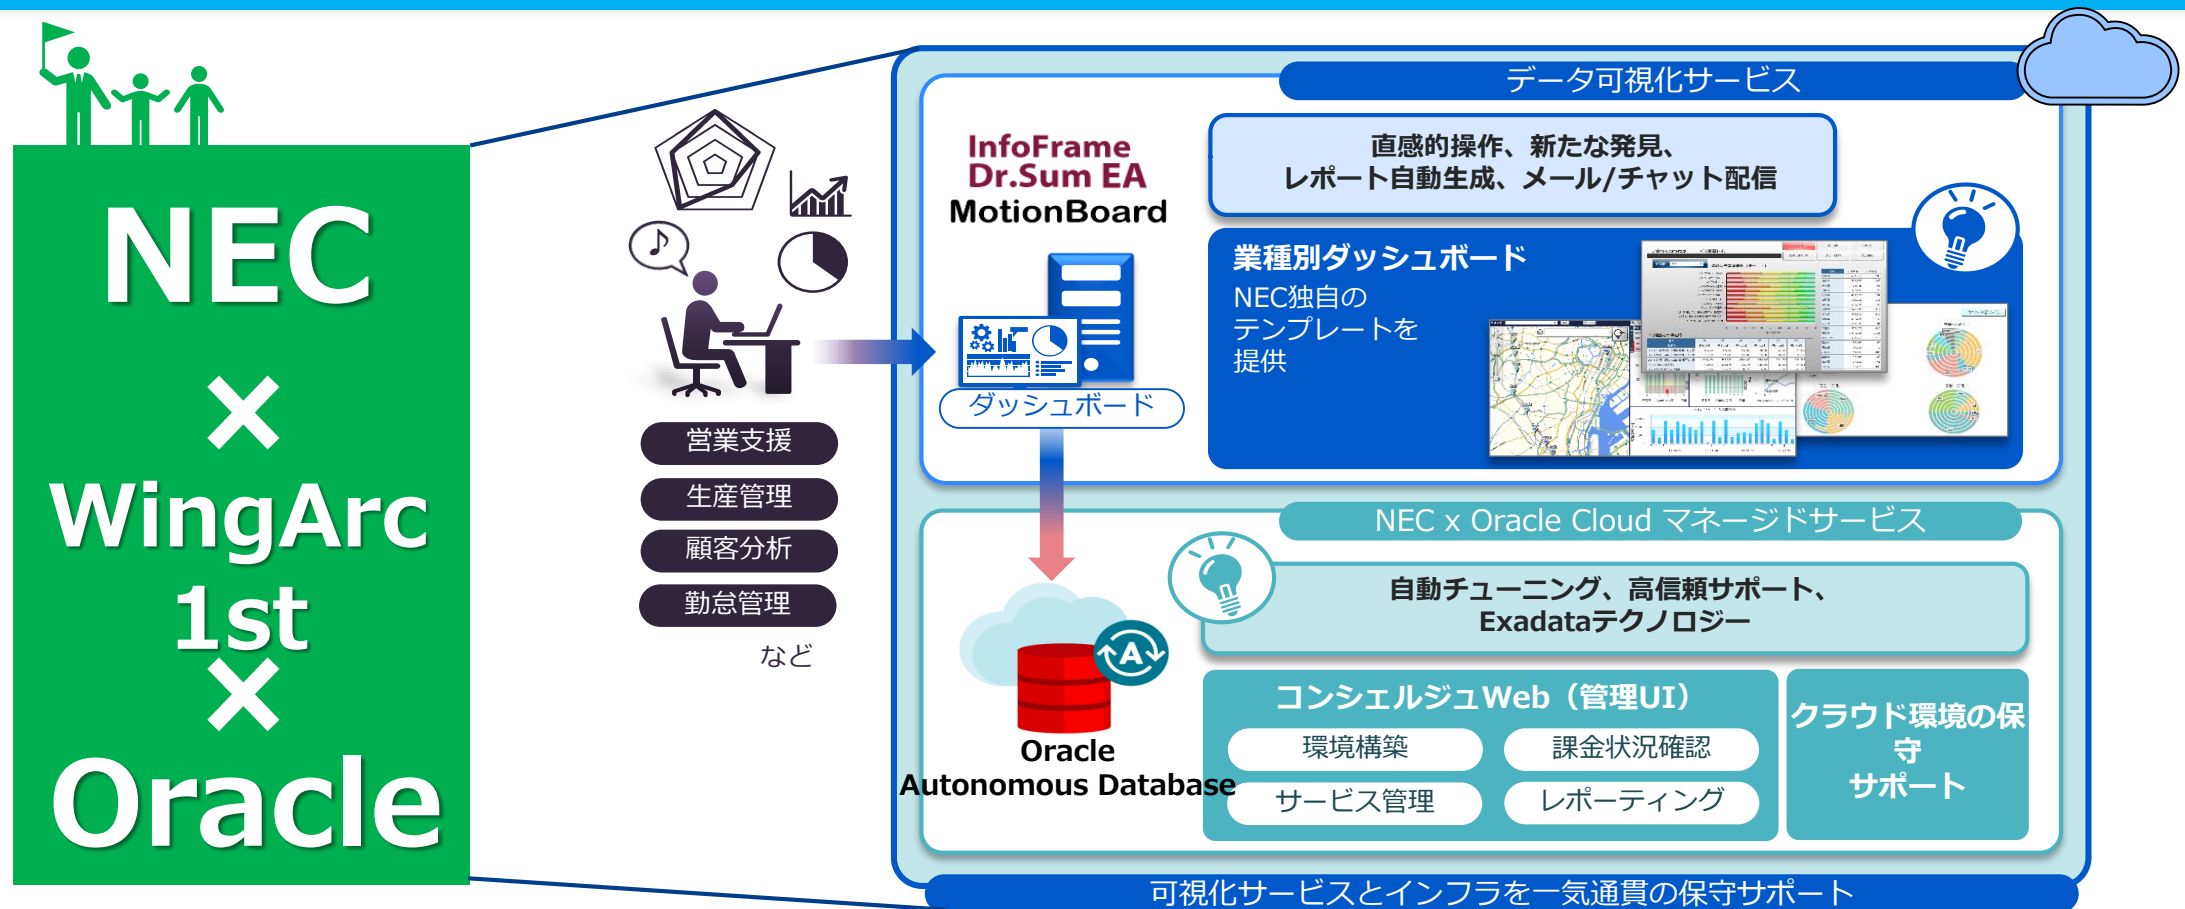 NEC
×
WingArc
1st
×
Oracle
営業支援
生産管理
顧客分析
勤怠管理
など
データ可視化サービス
InfoFrame
Dr.Sum EA
MotionBoard
ダッシュボード
直感的操作、新たな発見、
レポート自動生成、メール/チャット配信
業種別ダッシュボード
NEC独自の
テンプレートを
提供
NEC x Oracle Cloud マネージドサービス
自動チューニング、高信頼サポート、
Exadataテクノロジー
A
Oracle
Autonomous Database
コンシェルジュWeb（管理UI）
環境構築
課金状況確認
サービス管理
レポーティング
クラウド環境の保
守
サポート
可視化サービスとインフラを一気通貫の保守サポート